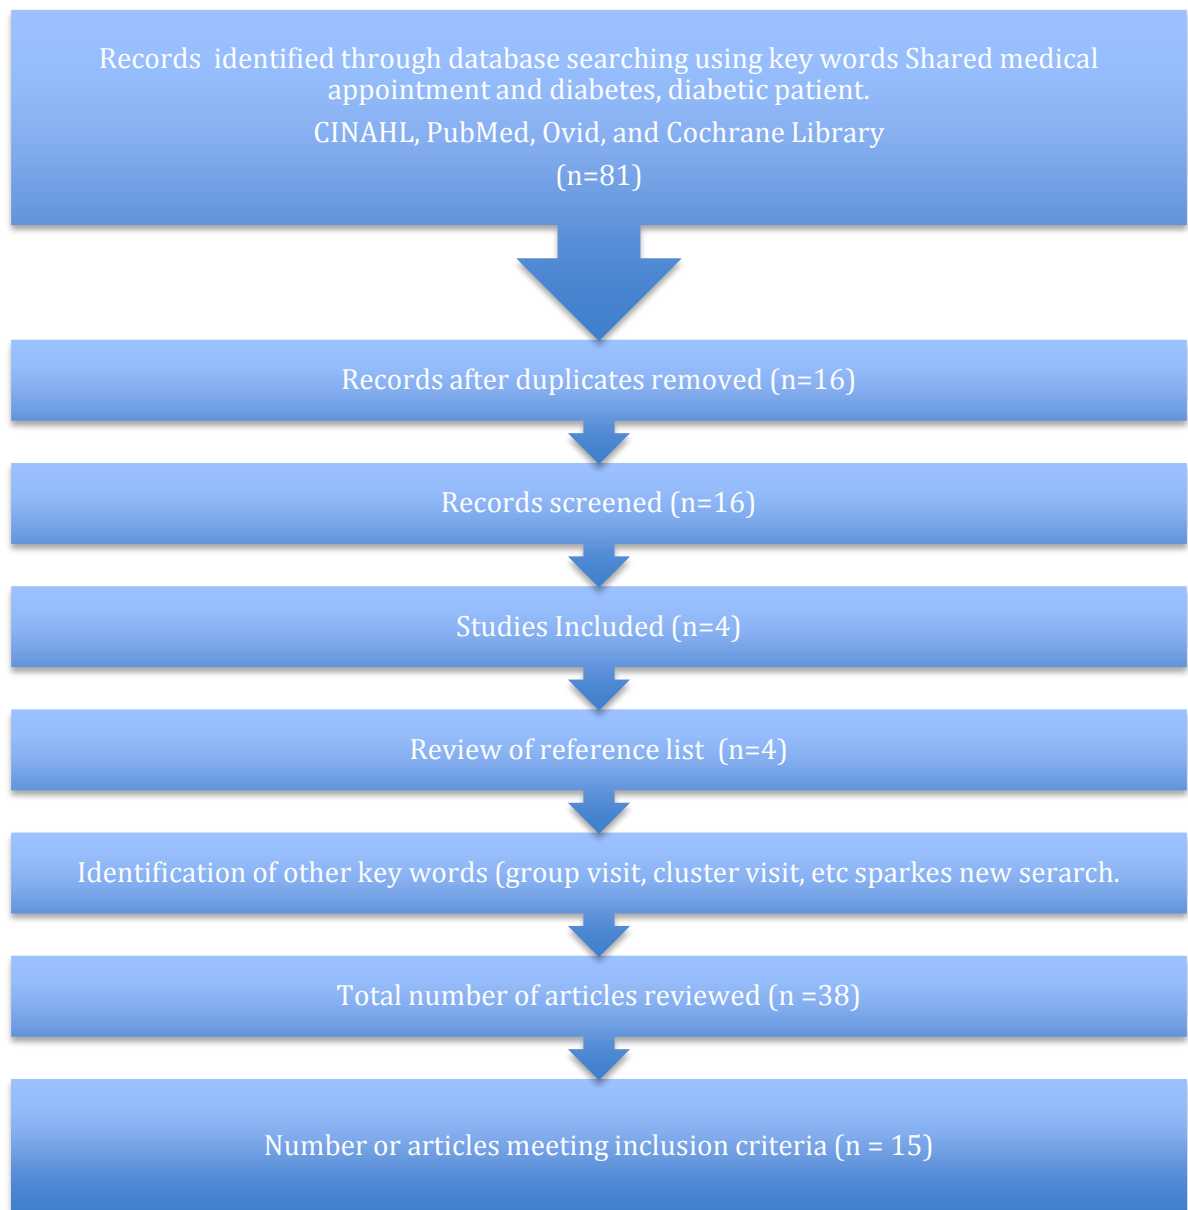 Records  identified through database searching using key words Shared medical
appointment and diabetes, diabetic patient.
CINAHL, PubMed, Ovid, and Cochrane Library
(n=81)
Records after duplicates removed (n=16)
Records screened (n=16)
Studies Included (n=4)
Review of reference list  (n=4)
Identification of other key words (group visit, cluster visit, etc sparkes new serarch.
Total number of articles reviewed (n =38)
Number or articles meeting inclusion criteria (n = 15)